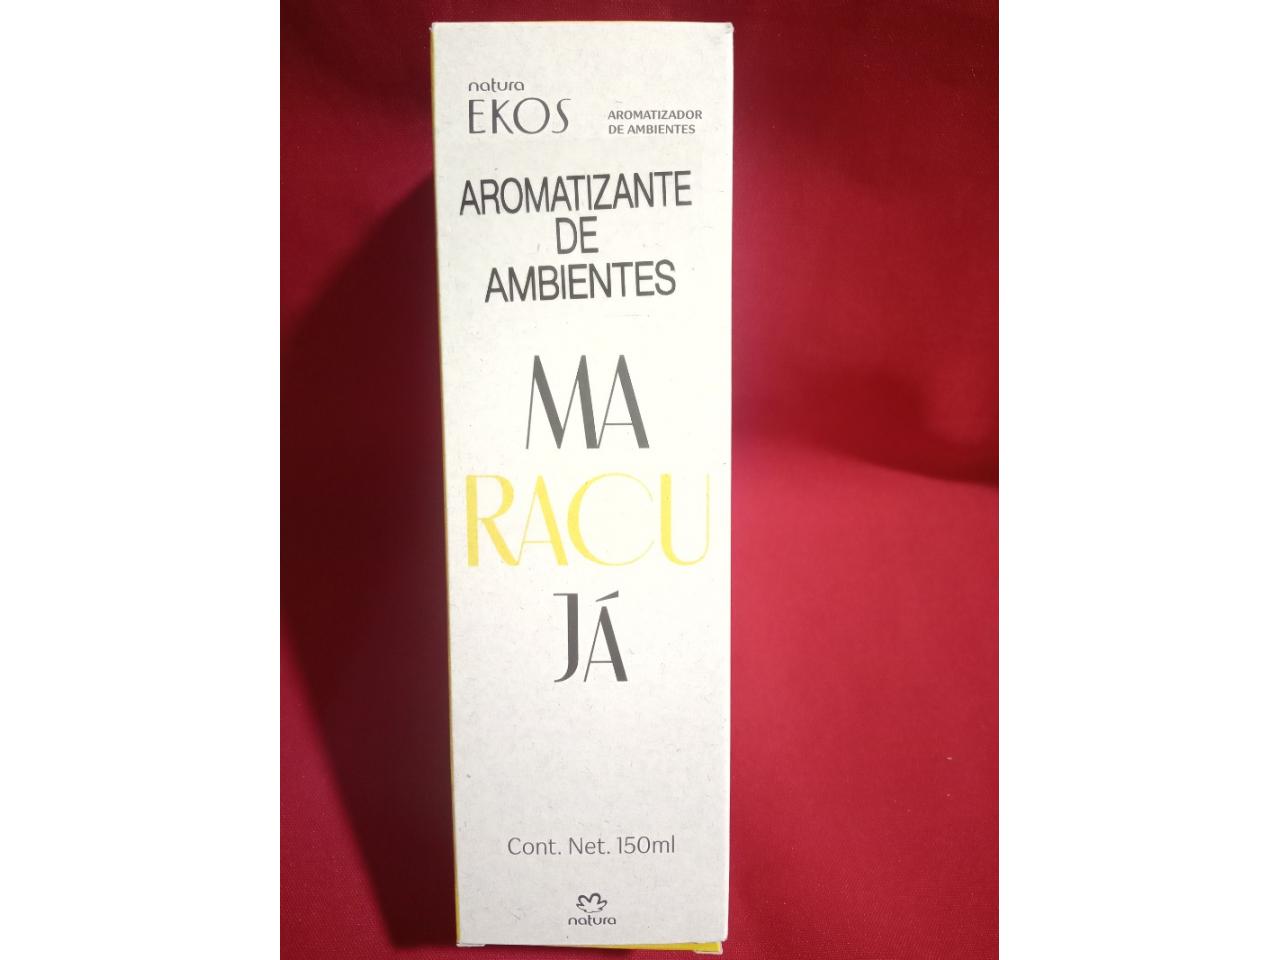 natura
EKOS
AROMATIZADOR
DE AMBIENTES
AROMATIZANTE
DE
AMBIENTES
MA
RACU
JÁ
Cont. Net. 150ml
natura